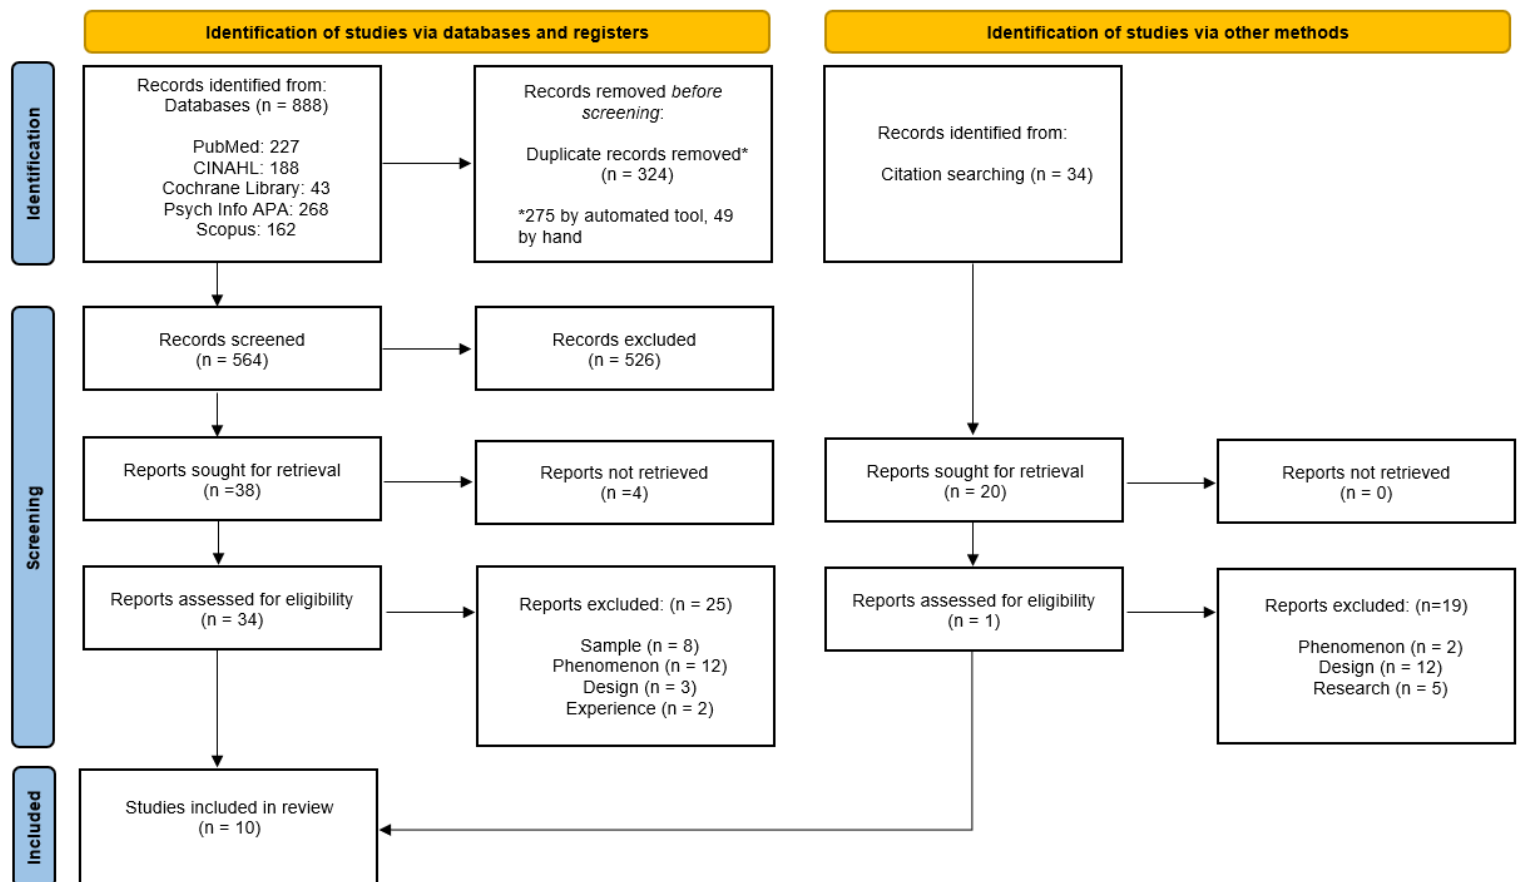 Identification of studies via databases and registers
Identification of studies via other methods
Identification
Records identified from:
Databases (n = 888)
PubMed: 227
CINAHL: 188
Cochrane Library: 43
Psych Info APA: 268
Scopus: 162
Records removed before
screening:
Duplicate records removed*
(n = 324)
*275 by automated tool, 49
by hand
Records identified from:
Citation searching (n = 34)
Screening
Records screened
(n = 564)
Records excluded
(n = 526)
Reports sought for retrieval
(n =38)
Reports not retrieved
(n =4)
Reports sought for retrieval
(n = 20)
Reports not retrieved
(n = 0)
Reports assessed for eligibility
(n = 34)
Reports excluded: (n = 25)
Sample (n = 8)
Phenomenon (n = 12)
Design (n = 3)
Experience (n = 2)
Reports assessed for eligibility
(n = 1)
Reports excluded: (n=19)
Phenomenon (n = 2)
Design (n = 12)
Research (n = 5)
Included
Studies included in review
(n = 10)